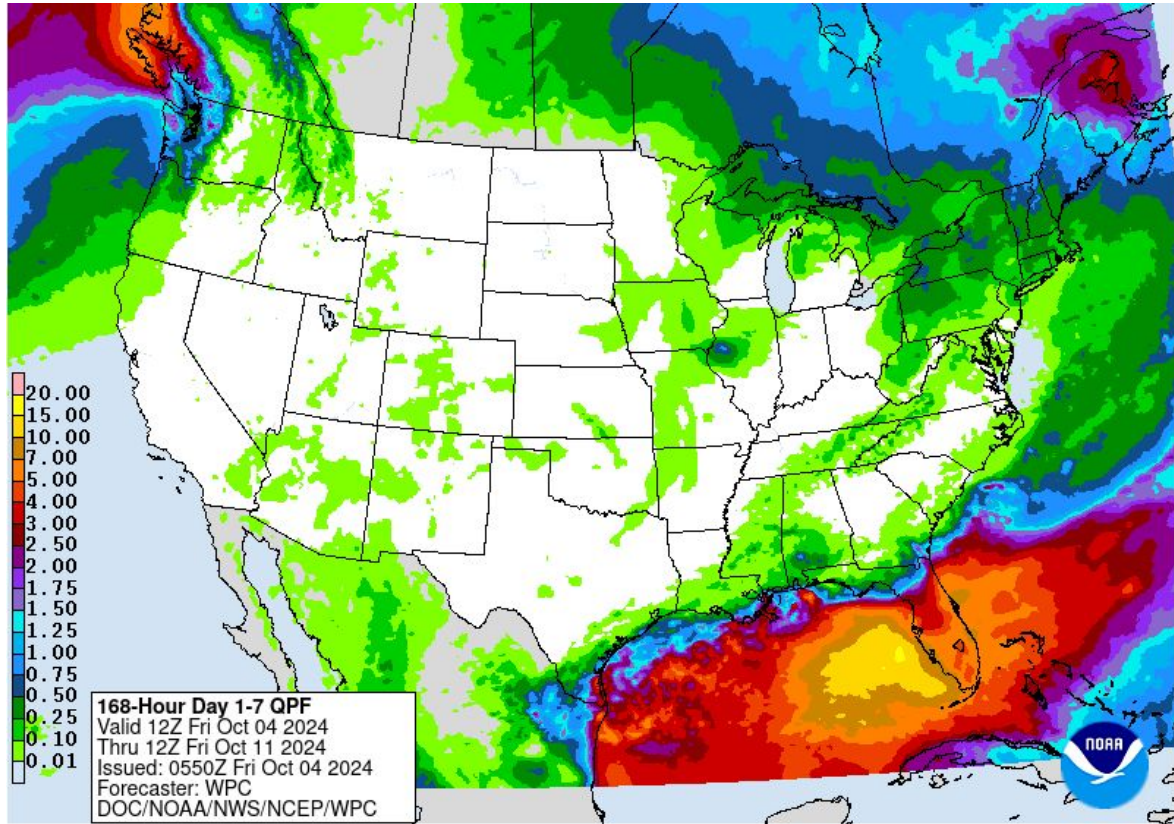 20.00
15.00
10.00
7.00
5.00
4.00
3.00
2.50
2.00
1.75
1.50
1.25
1.00
0.75
0.50
0.25
0.10
0.01
168-Hour Day 1-7 QPF
Valid 12Z Fri Oct 04 2024
Thru 12Z Fri Oct 11 2024
Issued: 0550Z Fri Oct 04 2024
Forecaster: WPC
DOC/NOAA/NWS/NCEP/WPC
NOAA